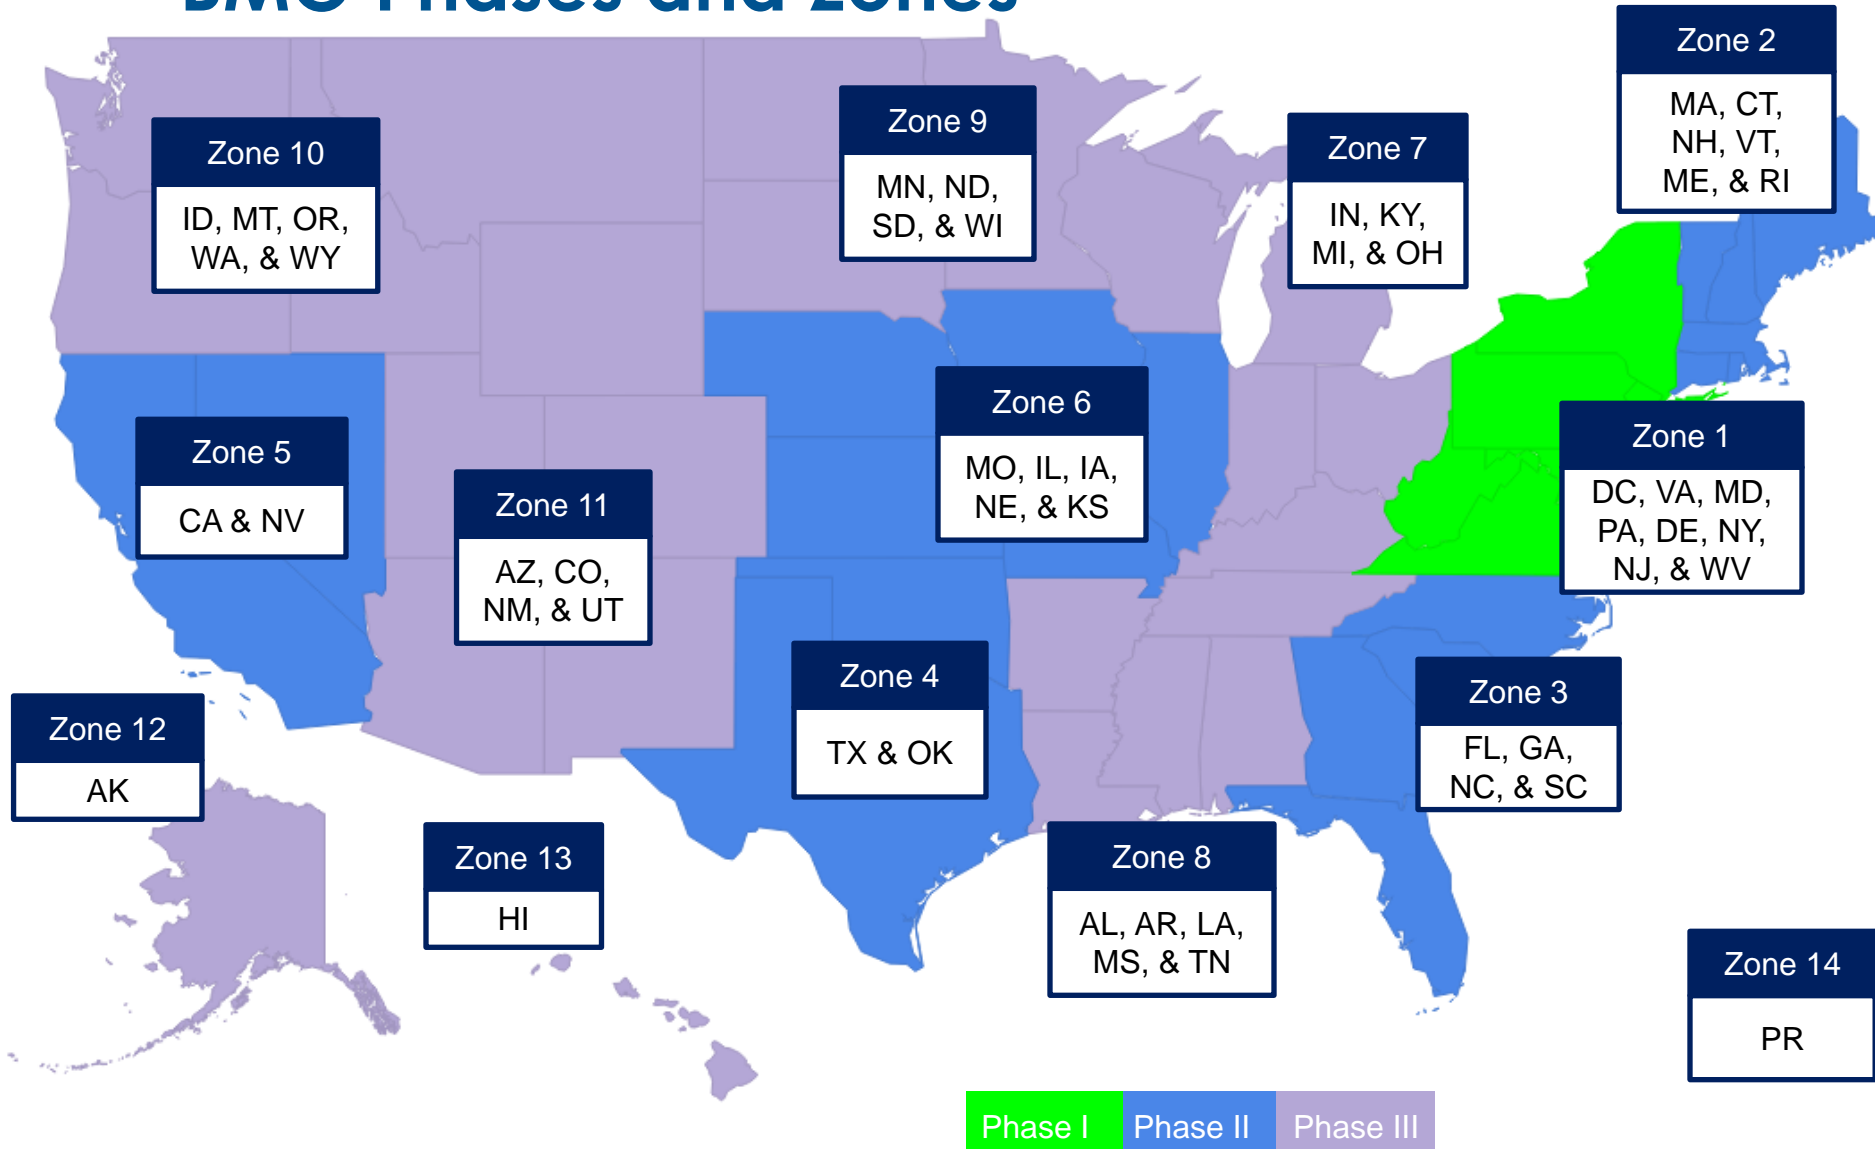 BMO Phases and Zones
Zone 2
MA, CT,
NH, VT,
ME, & RI
Zone 9
MN, ND,
SD, & WI
Zone 7
IN, KY,
MI, & OH
Zone 10
ID, MT, OR,
WA, & WY
Zone 6
MO, IL, IA,
NE, & KS
Zone 1
DC, VA, MD,
PA, DE, NY,
NJ, & WV
Zone 5
CA & NV
Zone 11
AZ, CO,
NM, & UT
Zone 4
TX & OK
Zone 3
FL, GA,
NC, & SC
Zone 12
AK
Zone 13
HI
Zone 8
AL, AR, LA,
MS, & TN
Zone 14
PR
Phase I
Phase II
Phase III